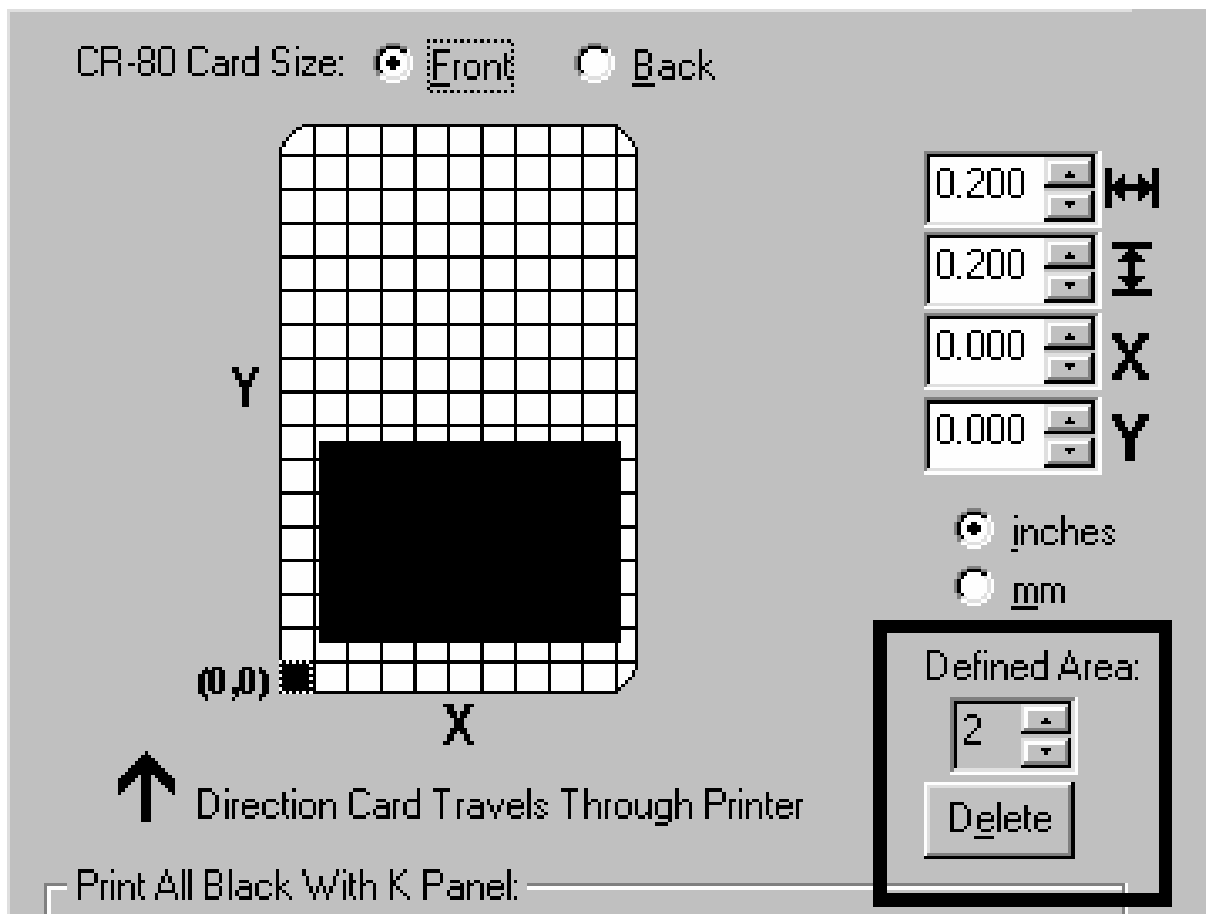 CR-80 Card Size: Front Back
0.200
0.200
0.000 X
0.000 Y
Y
inches
mm
(0,0)
X
Defined Area:
2
Delete
Direction Card Travels Through Printer
Print All Black With K Panel: